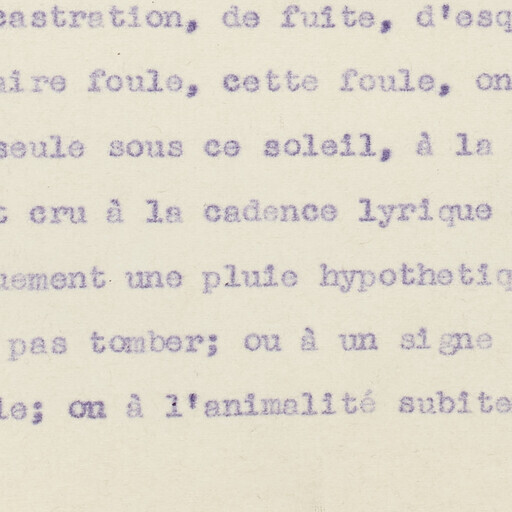 castration, de fuite, d'esq
aire foule, cette foule, on
seule sous ce soleil, à la
t cru à la cadence lyrique
uement une pluie hypothetiq
pas tomber; ou à un signe
le; on à l'animalité subite